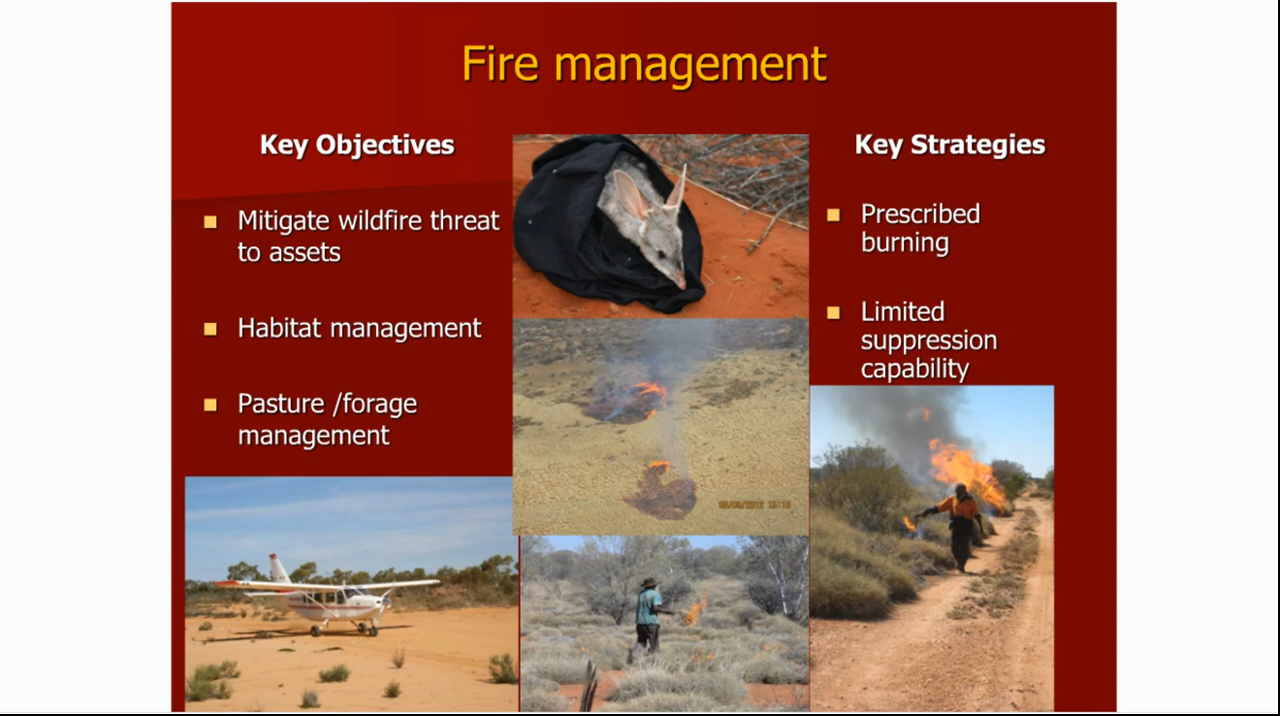 Fire management
Key Objectives
Mitigate wildfire threat
to assets
Habitat management
Pasture /forage
management
Key Strategies
Prescribed
burning
Limited
suppression
capability